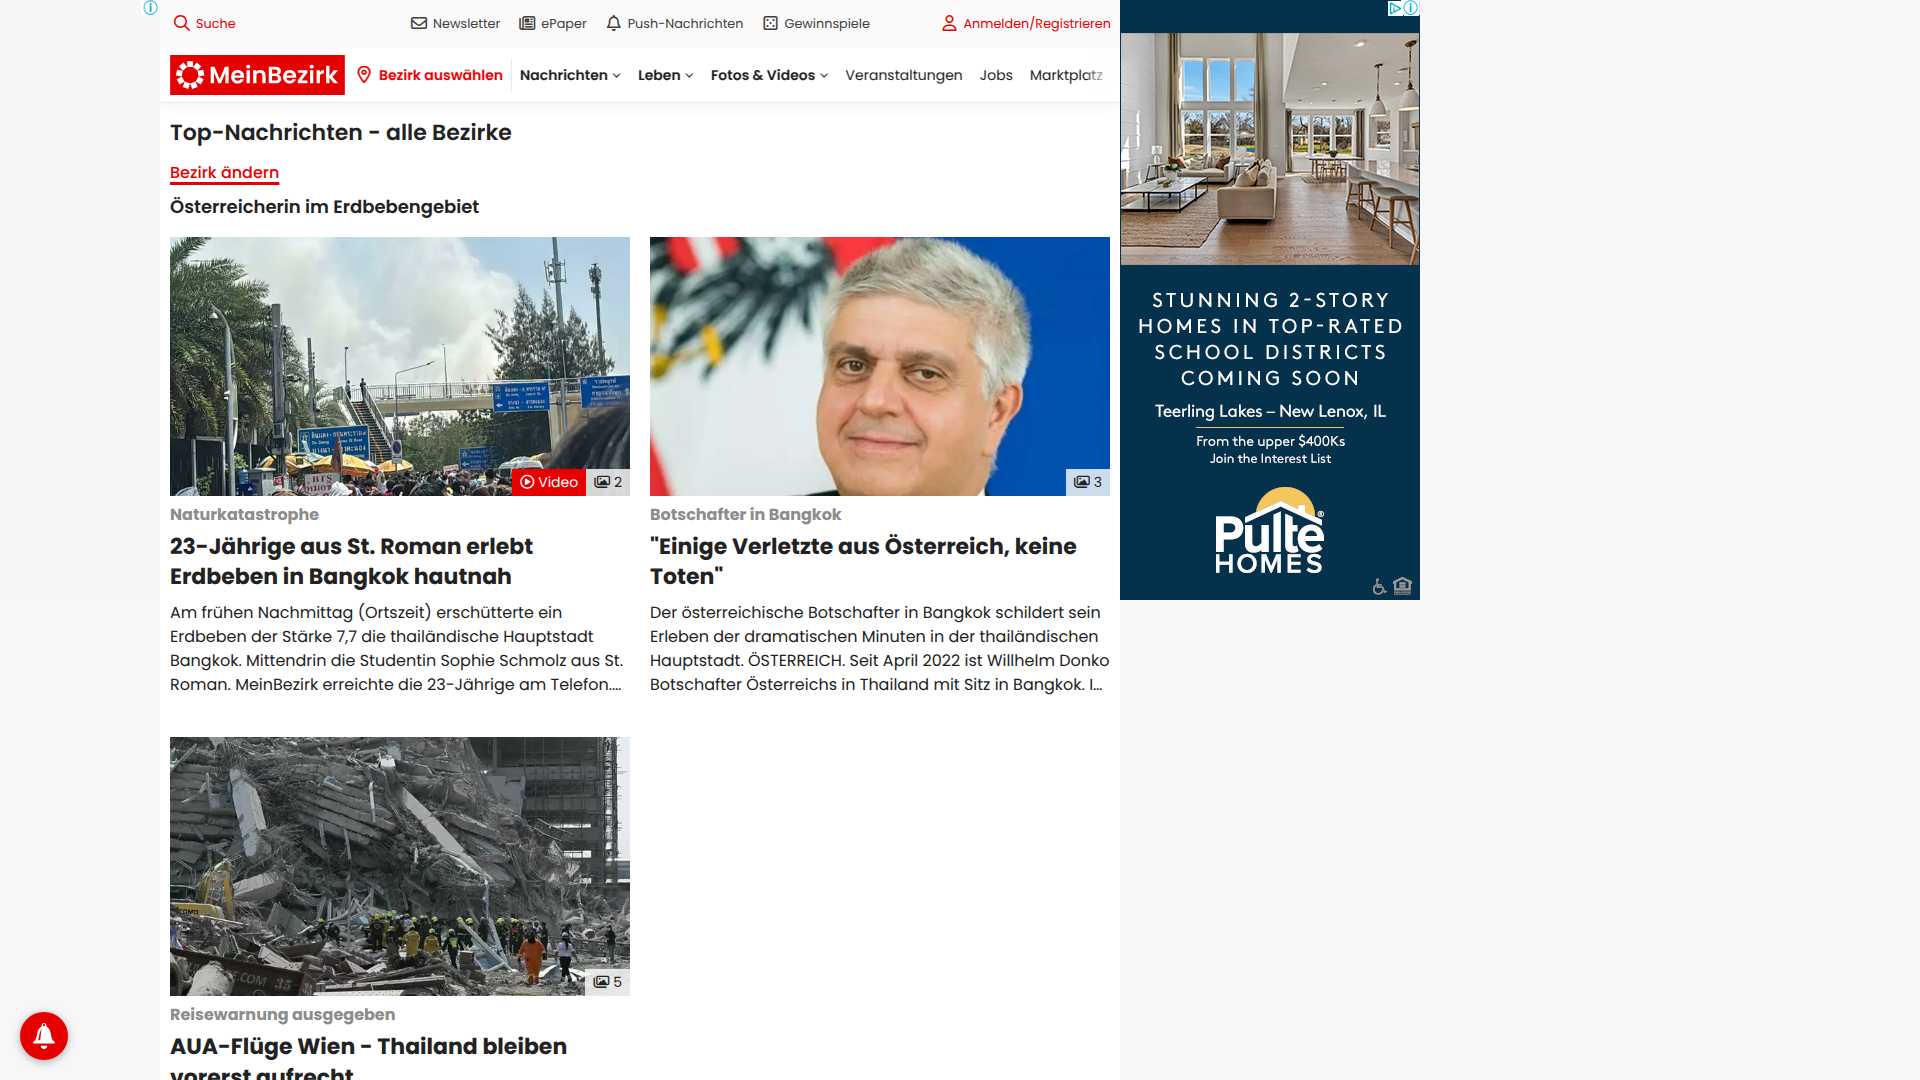 Suche
Newsletter
ePaper
Push-Nachrichten
Gewinnspiele
Anmelden/Registrieren
MeinBezirk
Bezirk auswählen
Nachrichten
Leben
Fotos & Videos
Veranstaltungen
Jobs
Marktplatz
Top-Nachrichten - alle Bezirke
Bezirk ändern
Österreicherin im Erdbebengebiet
Video
2
Naturkatastrophe
23-Jährige aus St. Roman erlebt
Erdbeben in Bangkok hautnah
Am frühen Nachmittag (Ortszeit) erschütterte ein
Erdbeben der Stärke 7,7 die thailändische Hauptstadt
Bangkok. Mittendrin die Studentin Sophie Schmolz aus St.
Roman. MeinBezirk erreichte die 23-Jährige am Telefon....
3
Botschafter in Bangkok
"Einige Verletzte aus Österreich, keine
Toten"
Der österreichische Botschafter in Bangkok schildert sein
Erleben der dramatischen Minuten in der thailändischen
Hauptstadt. ÖSTERREICH. Seit April 2022 ist Willhelm Donko
Botschafter Österreichs in Thailand mit Sitz in Bangkok. I...
.COM 35
5
Reisewarnung ausgegeben
AUA-Flüge Wien - Thailand bleiben
vorerst aufrecht
STUNNING 2-STORY
HOMES IN TOP-RATED
SCHOOL DISTRICTS
COMING SOON
Teerling Lakes – New Lenox, IL
From the upper $400Ks
Join the Interest List
Pulte®
HOMES